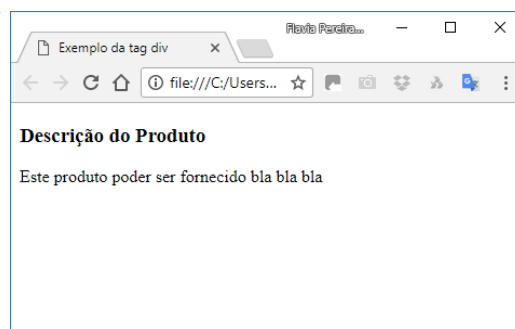 Flavia Pereira...
Exemplo da tag div
file:///C:/Users...
Descrição do Produto
Este produto poder ser fornecido bla bla bla